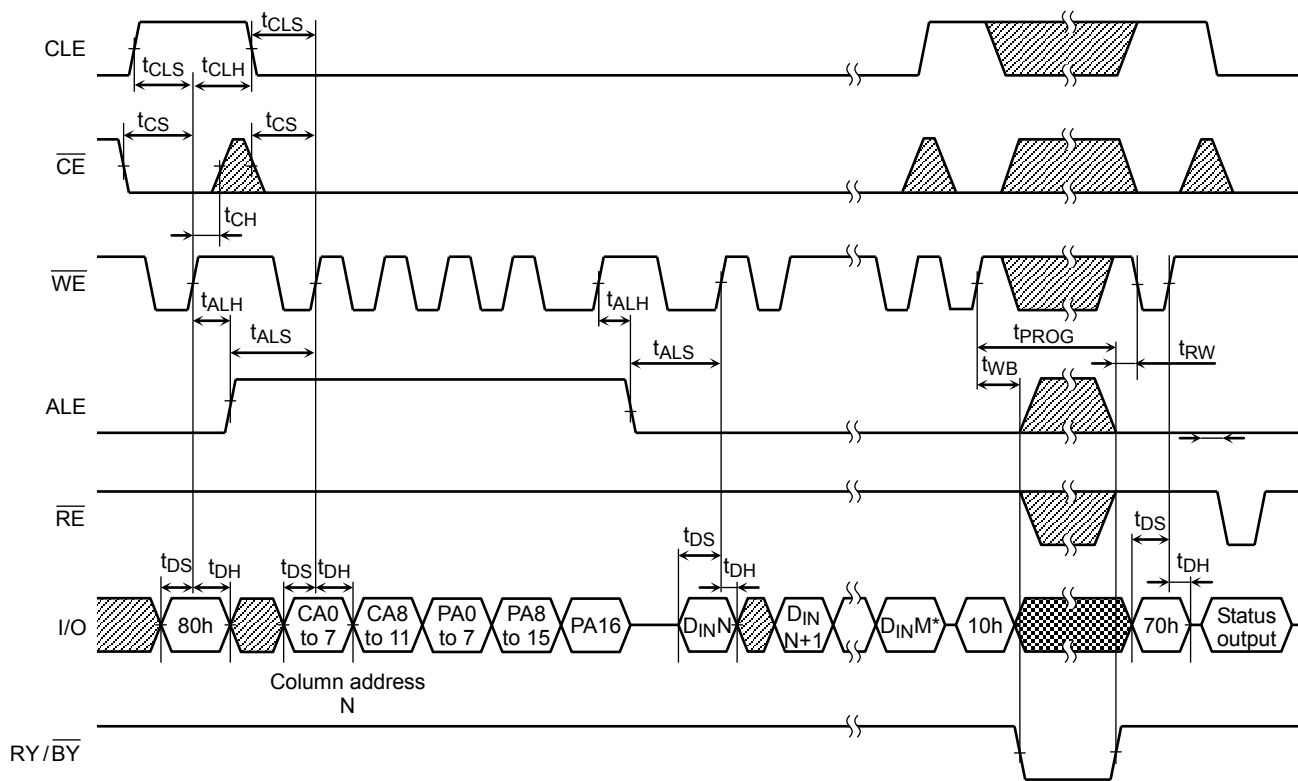 CLE
tCLS
tCLS
tCLH
tCS
tCS
CE
tCH
WE
tALH
tALH
tALS
tALS
tPROG
tRW
tWB
ALE
RE
tDS
tDH
tDS
tDH
tDS
tDH
tDS
tDH
I/O
80h
CA0 to 7
CA8 to 11
PA0 to 7
PA8 to 15
PA16
DINN
DIN N+1
DINM*
10h
70h
Status output
Column address
N
RY/BY